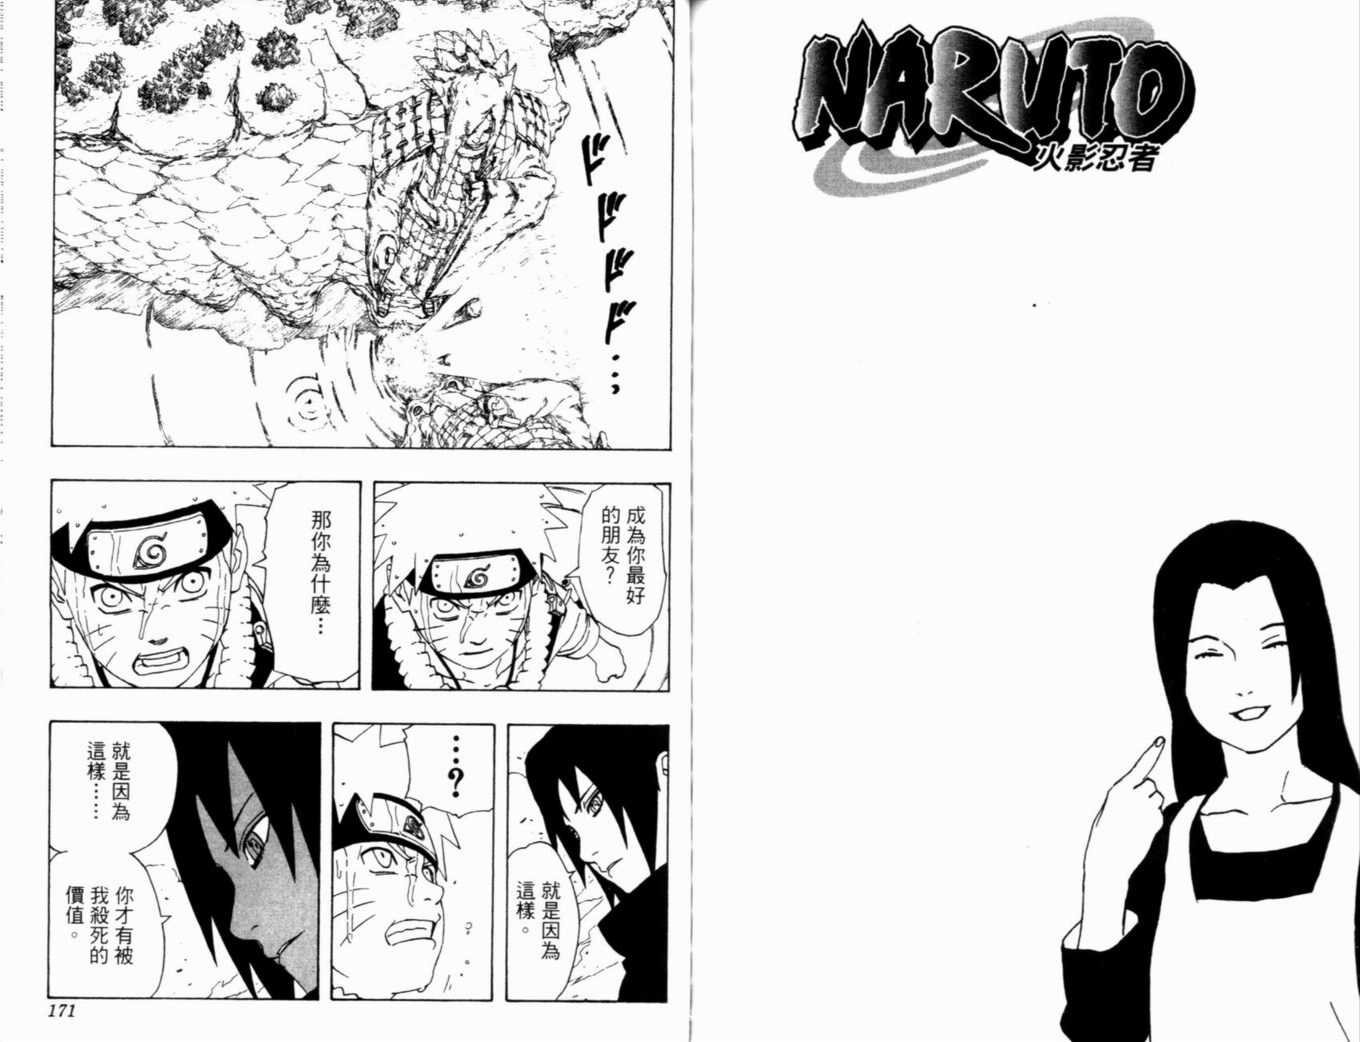 NARUTO
火影忍者
ドドドド…;
成為你最好
的朋友?
那你為什麼…
就是因為
這樣。
…?
就是因為
這樣……
你才有被
我殺死的
價值。
171